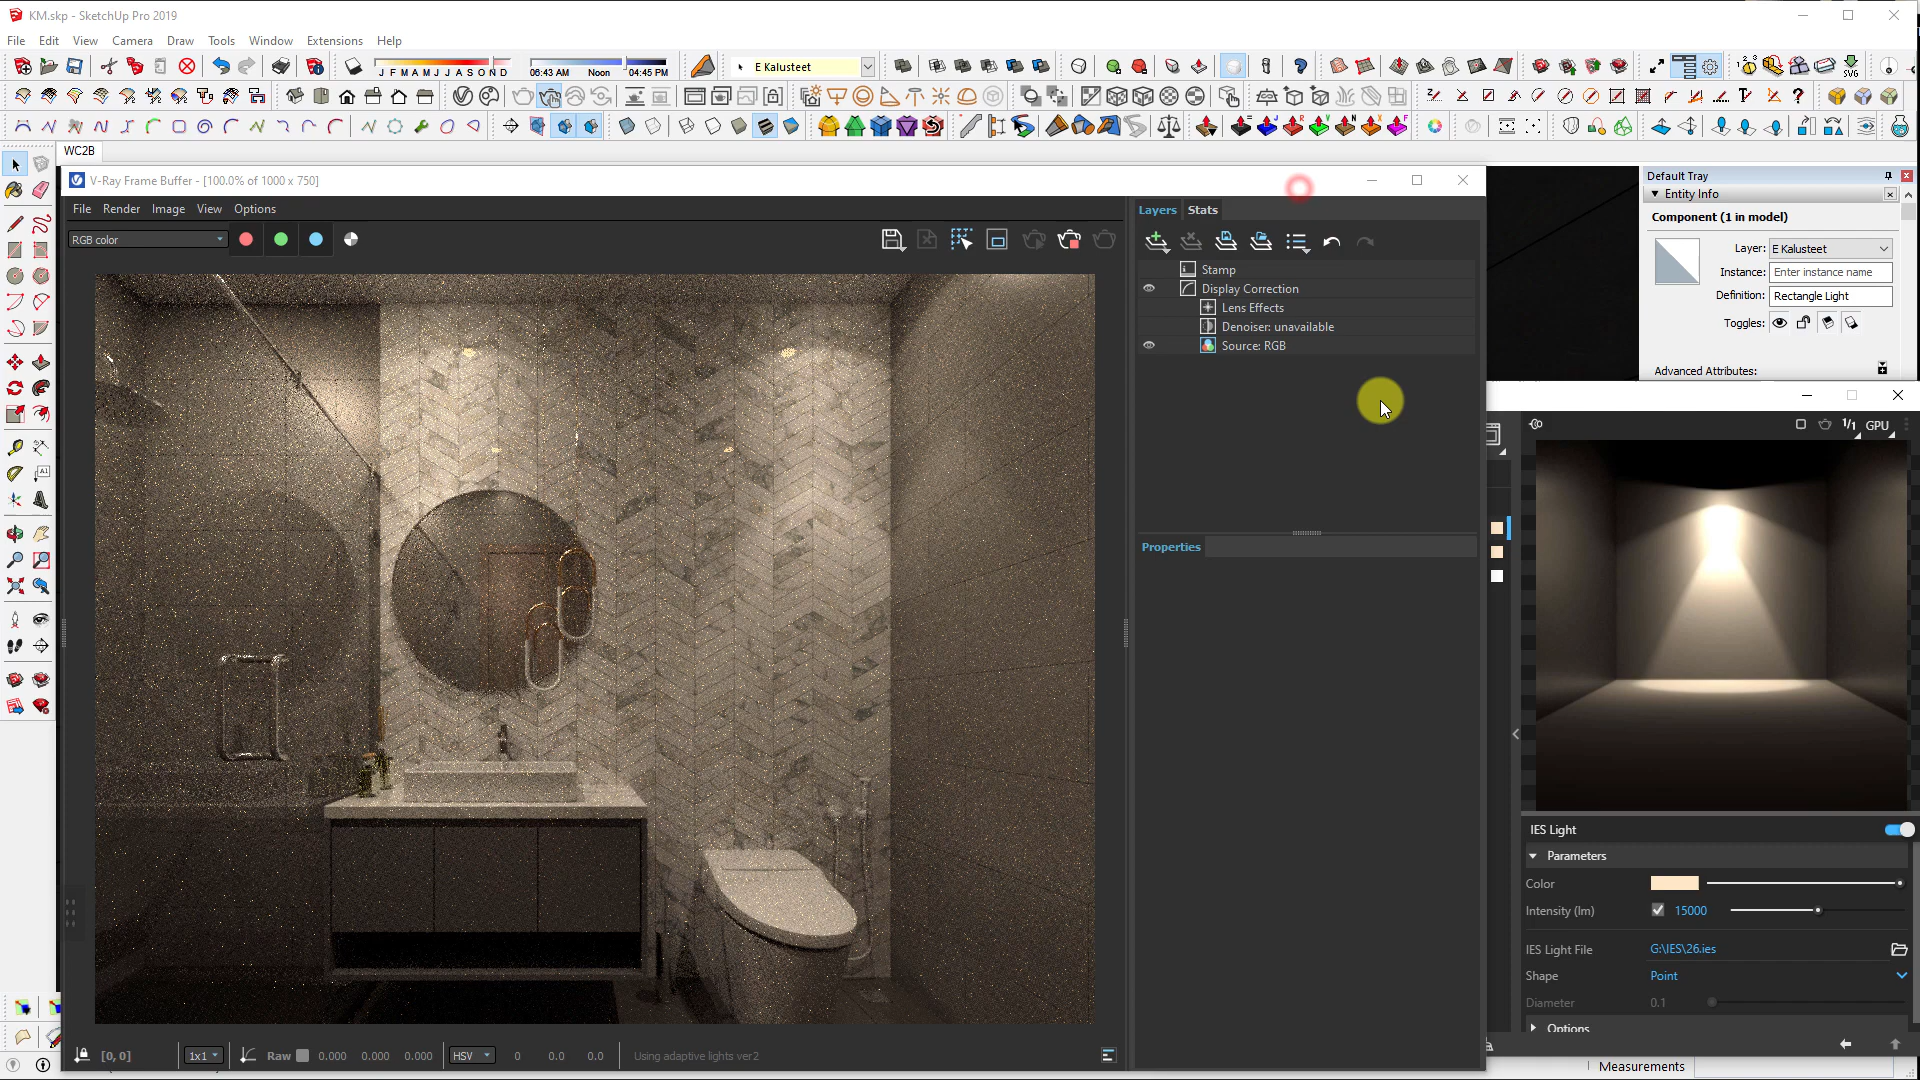 KM.skp - SketchUp Pro 2019
File Edit View Camera Draw Tools Window Extensions Help
J F M A M J J A S O N D
06:43 AM Noon 04:45 PM
E Kalusteet
SVG
WC2B
V-Ray Frame Buffer - [100.0% of 1000 x 750]
File Render Image View Options
RGB color
Layers Stats
Stamp
Display Correction
Lens Effects
Denoiser: unavailable
Source: RGB
Properties
[0, 0]
1x1
Raw 0.000 0.000 0.000
HSV 0 0.0 0.0
Using adaptive lights ver2
Default Tray
Entity Info
Component (1 in model)
Layer: E Kalusteet
Instance: Enter instance name
Definition: Rectangle Light
Toggles:
Advanced Attributes:
1/1 GPU
IES Light
Parameters
Color
Intensity (lm) 15000
IES Light File G:\IES\26.ies
Shape Point
Diameter 0.1
Options
Measurements